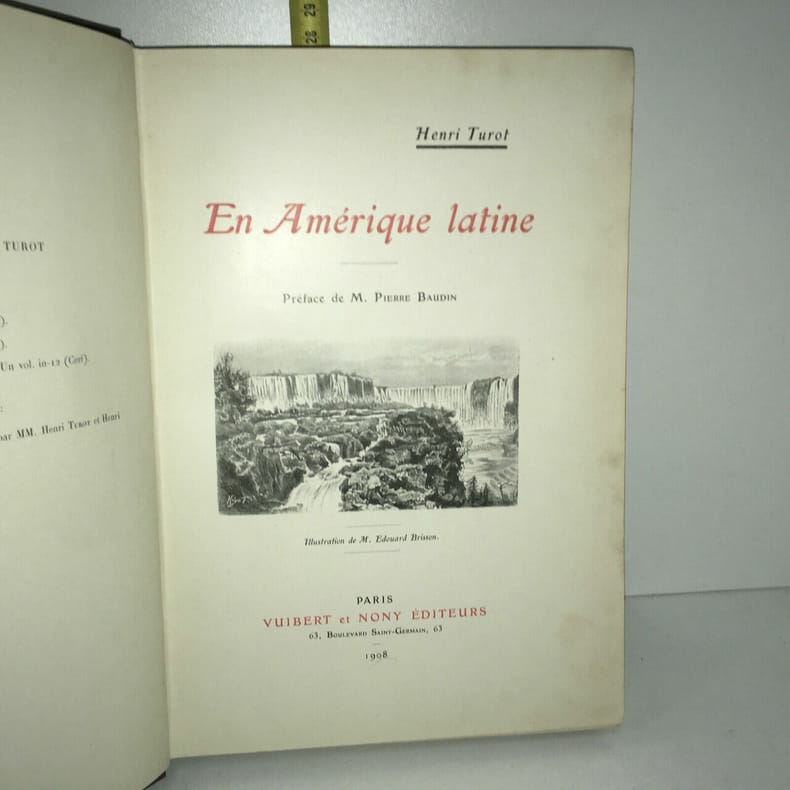 28 29
TUROT
).
).
Un vol. in-12 (Cerf).
:
par MM. Henri Turot et Henri
Henri Turot
En Amérique latine
Préface de M. Pierre Baudin
Illustration de M. Edouard Brisson.
PARIS
VUIBERT et NONY ÉDITEURS
63, Boulevard Saint-Germain, 63
1908